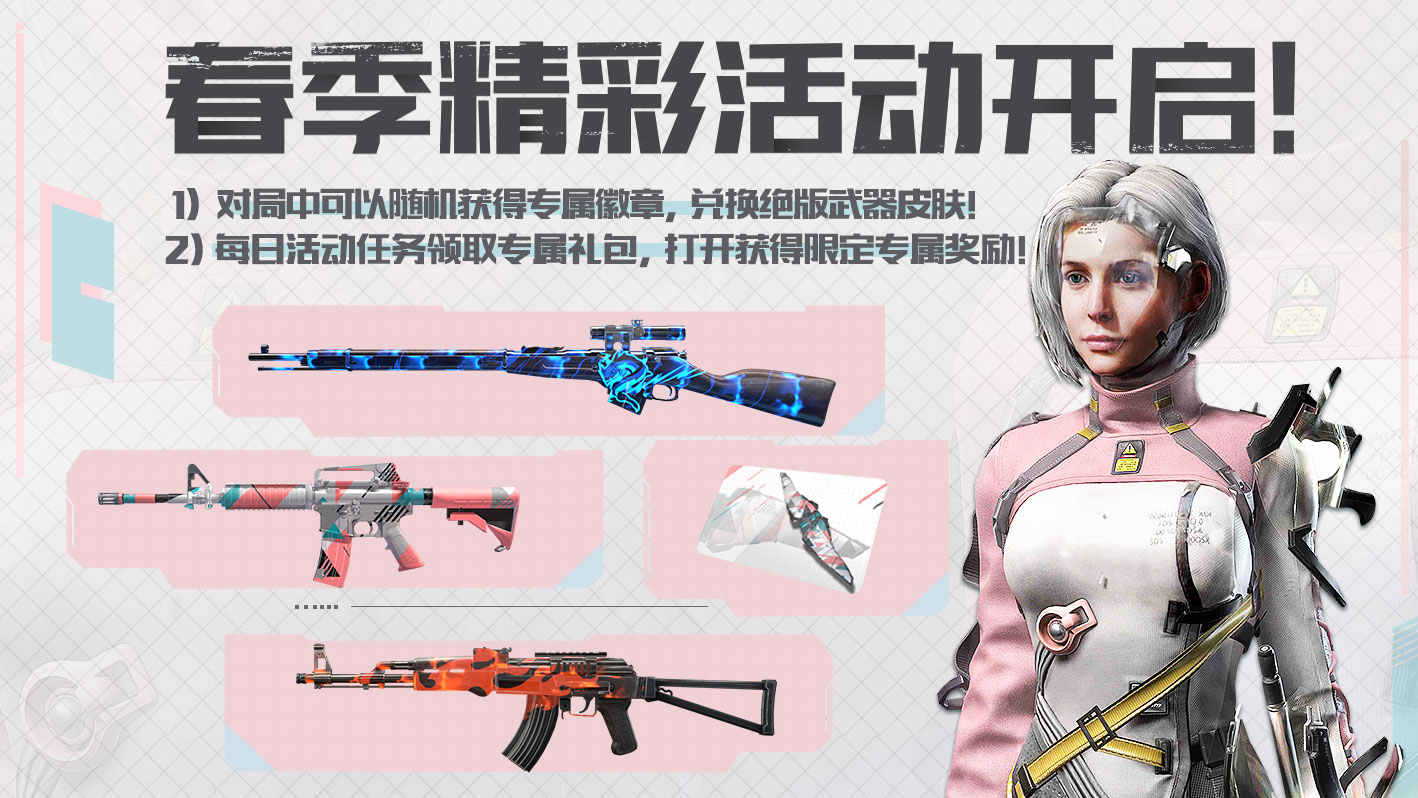 春季精彩活动开启!
1) 对局中可以随机获得专属徽章, 兑换绝版武器皮肤!
2) 每日活动任务领取专属礼包, 打开获得限定专属奖励!
......